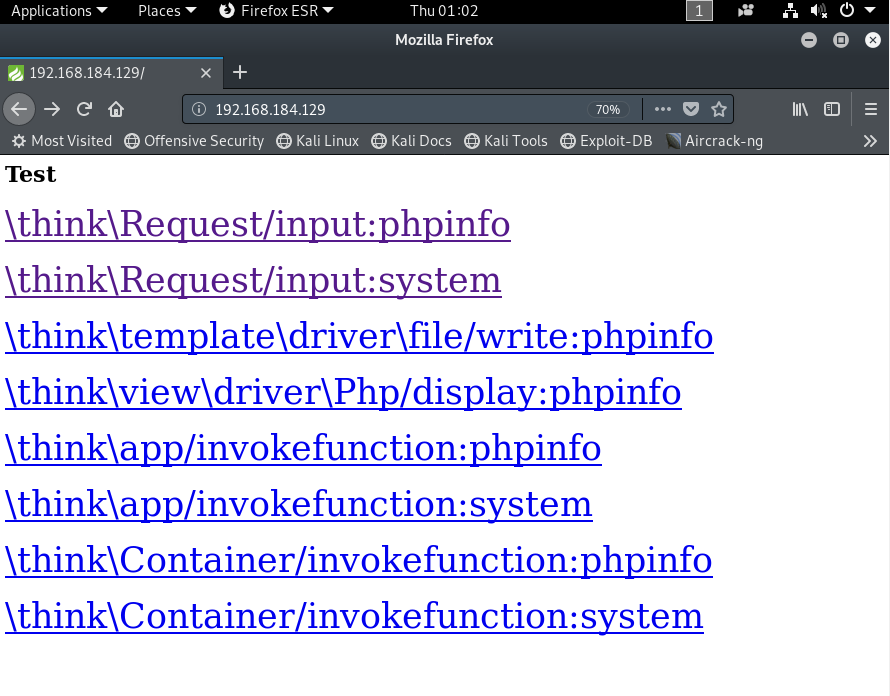 Applications Places Firefox ESR Thu 01:02 1
Mozilla Firefox
192.168.184.129/
192.168.184.129 70%
Most Visited Offensive Security Kali Linux Kali Docs Kali Tools Exploit-DB Aircrack-ng
Test
\think\Request/input:phpinfo
\think\Request/input:system
\think\template\driver\file/write:phpinfo
\think\view\driver\Php/display:phpinfo
\think\app/invokefunction:phpinfo
\think\app/invokefunction:system
\think\Container/invokefunction:phpinfo
\think\Container/invokefunction:system